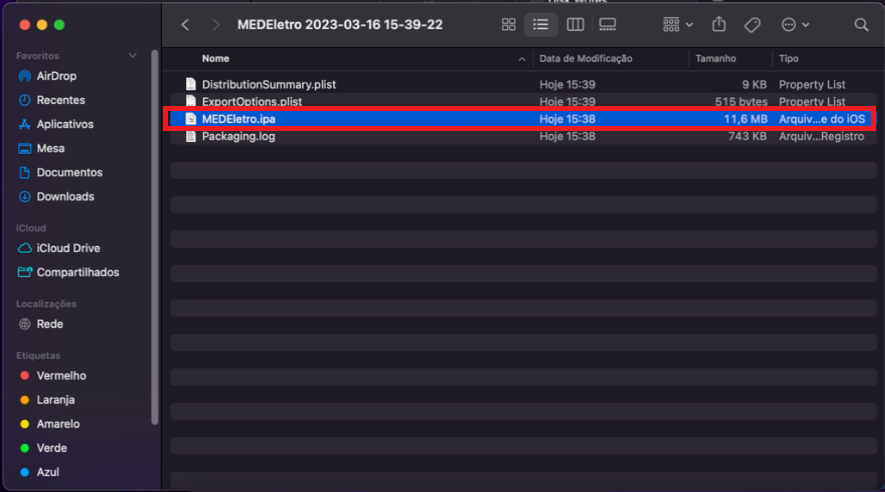 MEDEletro 2023-03-16 15-39-22
Favoritos
AirDrop
Recentes
Aplicativos
Mesa
Documentos
Downloads
iCloud
iCloud Drive
Compartilhados
Localizações
Rede
Etiquetas
Vermelho
Laranja
Amarelo
Verde
Azul
Nome Data de Modificação Tamanho Tipo
DistributionSummary.plist Hoje 15:39 9 KB Property List
ExportOptions.plist Hoje 15:39 515 bytes Property List
MEDEletro.ipa Hoje 15:38 11,6 MB Arquiv...e do iOS
Packaging.log Hoje 15:38 743 KB Arquiv...Registro